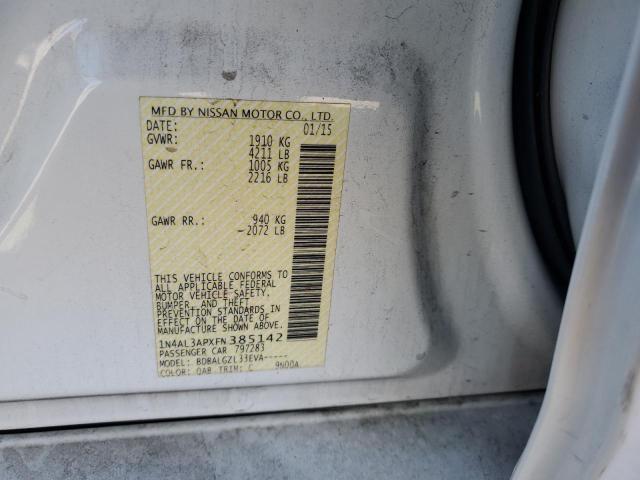 MFD BY NISSAN MOTOR CO., LTD.
DATE: 01/15
GVWR: 1910 KG
4211 LB
GAWR FR.: 1005 KG
2216 LB
GAWR RR.: 940 KG
2072 LB
THIS VEHICLE CONFORMS TO
ALL APPLICABLE FEDERAL
MOTOR VEHICLE SAFETY,
BUMPER, AND THEFT
PREVENTION STANDARDS IN
EFFECT ON THE DATE OF
MANUFACTURE SHOWN ABOVE.
1N4AL3APXFN385142
PASSENGER CAR 797283
MODEL: BDBALGZL33EVA-----
COLOR: QAB TRIM: C 9N00A